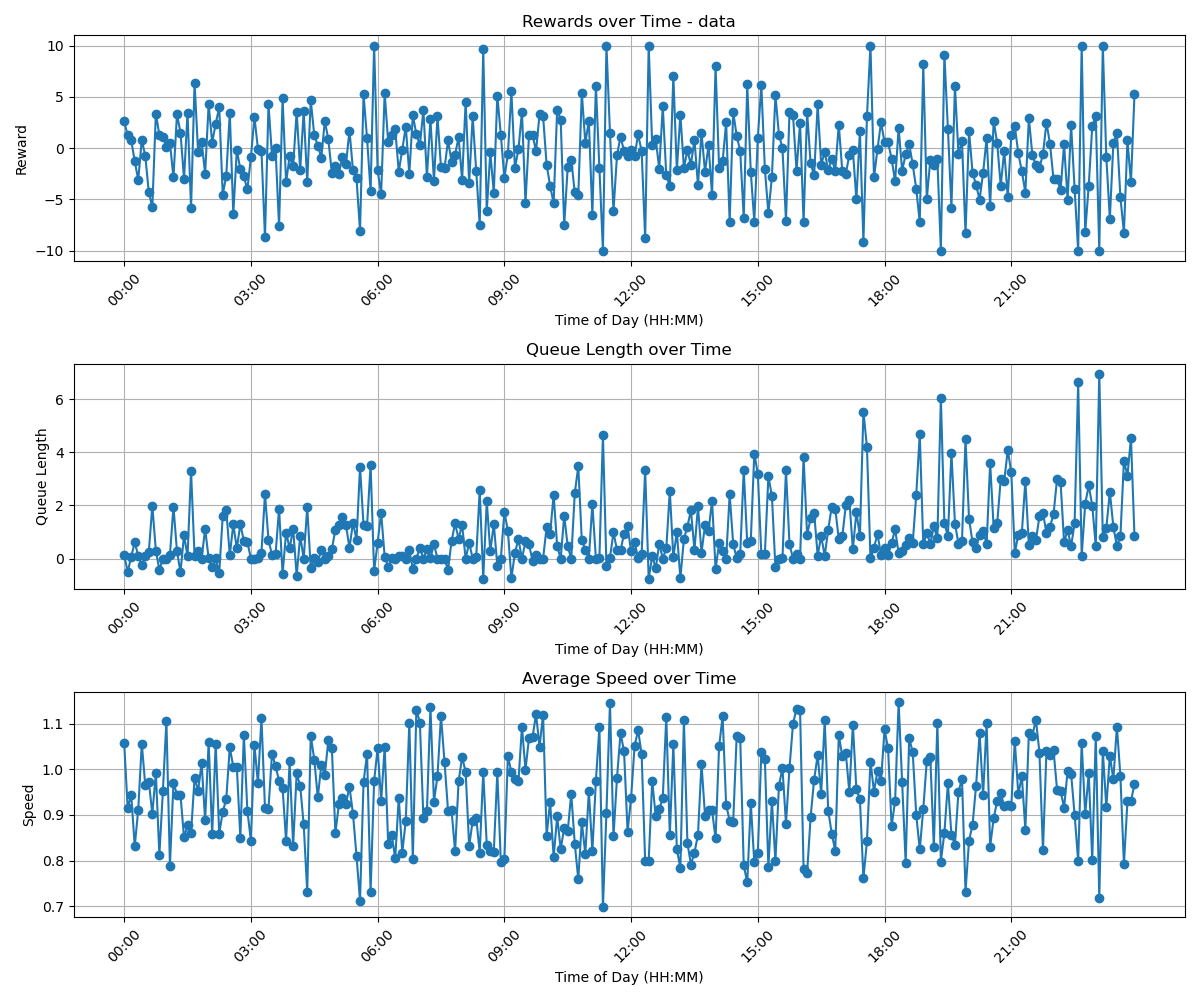 Rewards over Time - data
10
5
0
−5
−10
Reward
00:00 03:00 06:00 09:00 12:00 15:00 18:00 21:00
Time of Day (HH:MM)
Queue Length over Time
6
4
2
0
Queue Length
00:00 03:00 06:00 09:00 12:00 15:00 18:00 21:00
Time of Day (HH:MM)
Average Speed over Time
1.1
1.0
0.9
0.8
0.7
Speed
00:00 03:00 06:00 09:00 12:00 15:00 18:00 21:00
Time of Day (HH:MM)